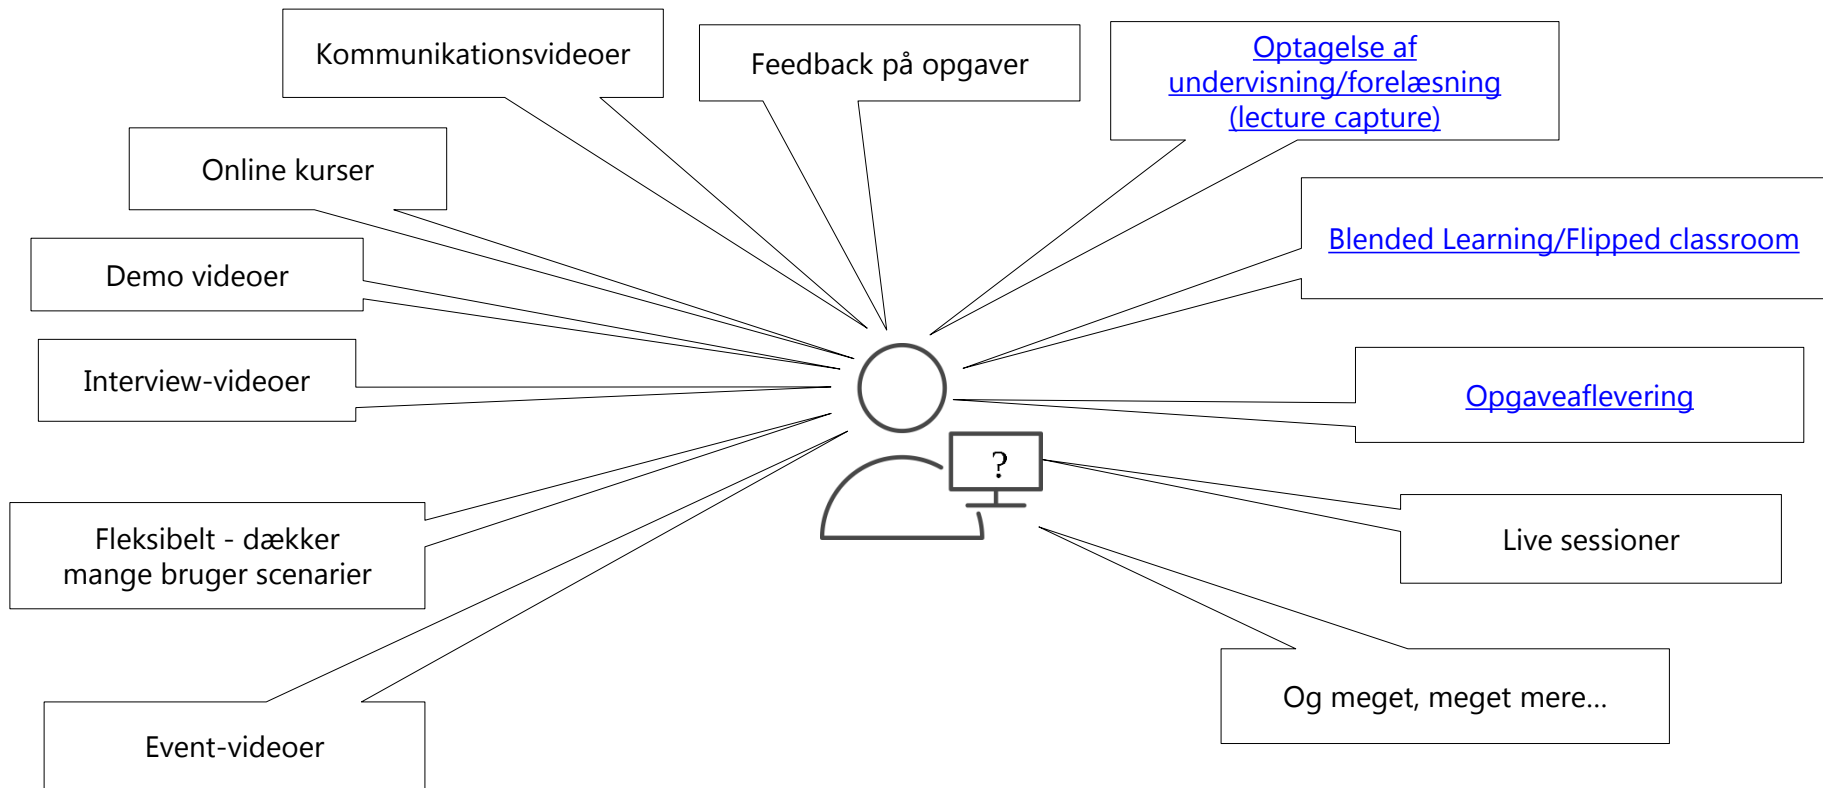 Kommunikationsvideoer
Feedback på opgaver
Optagelse af
undervisning/forelæsning
(lecture capture)
Online kurser
Blended Learning/Flipped classroom
Demo videoer
Interview-videoer
Opgaveaflevering
?
Fleksibelt - dækker
mange bruger scenarier
Live sessioner
Og meget, meget mere...
Event-videoer